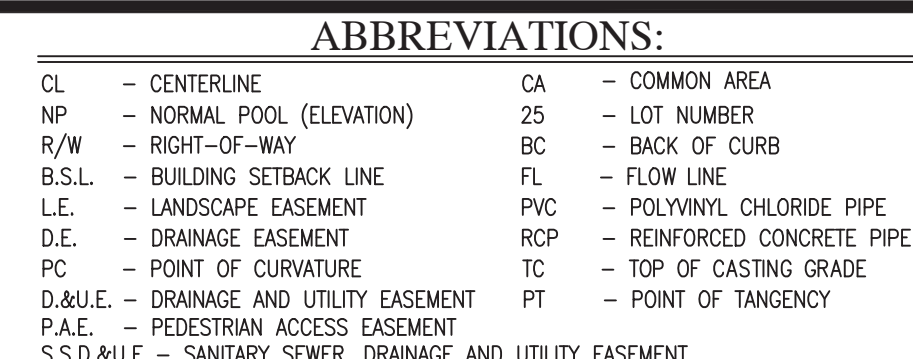 ABBREVIATIONS:
CL – CENTERLINE
NP – NORMAL POOL (ELEVATION)
R/W – RIGHT–OF–WAY
B.S.L. – BUILDING SETBACK LINE
L.E. – LANDSCAPE EASEMENT
D.E. – DRAINAGE EASEMENT
PC – POINT OF CURVATURE
D.&U.E. – DRAINAGE AND UTILITY EASEMENT
P.A.E. – PEDESTRIAN ACCESS EASEMENT
S.S.D.&U.E. – SANITARY SEWER, DRAINAGE AND UTILITY EASEMENT
CA – COMMON AREA
25 – LOT NUMBER
BC – BACK OF CURB
FL – FLOW LINE
PVC – POLYVINYL CHLORIDE PIPE
RCP – REINFORCED CONCRETE PIPE
TC – TOP OF CASTING GRADE
PT – POINT OF TANGENCY